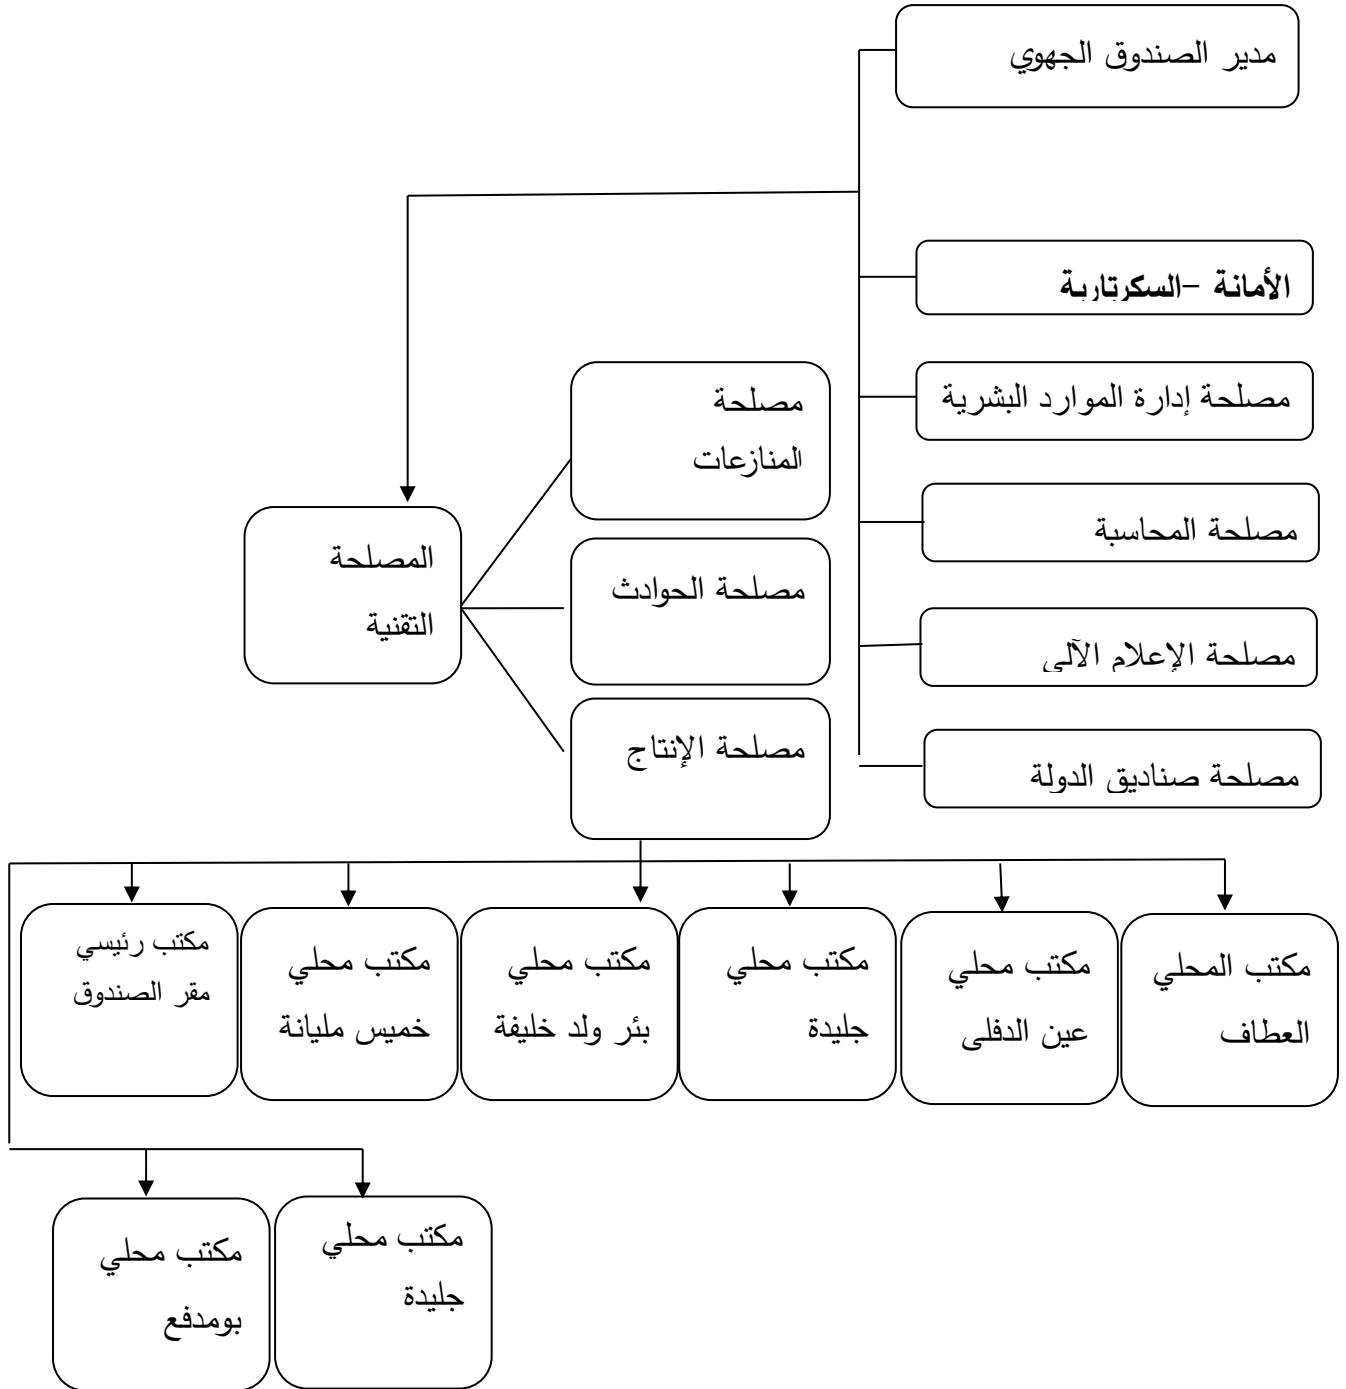 مدير الصندوق الجهوي
الأمانة –السكرتارية
مصلحة إدارة الموارد البشرية
مصلحة المحاسبة
مصلحة الإعلام الآلي
مصلحة صناديق الدولة
مصلحة
المنازعات
مصلحة الحوادث
مصلحة الإنتاج
المصلحة
التقنية
مكتب المحلي
العطاف
مكتب محلي
عين الدفلى
مكتب محلي
جليدة
مكتب محلي
بئر ولد خليفة
مكتب محلي
خميس مليانة
مكتب رئيسي
مقر الصندوق
مكتب محلي
جليدة
مكتب محلي
بومدفع